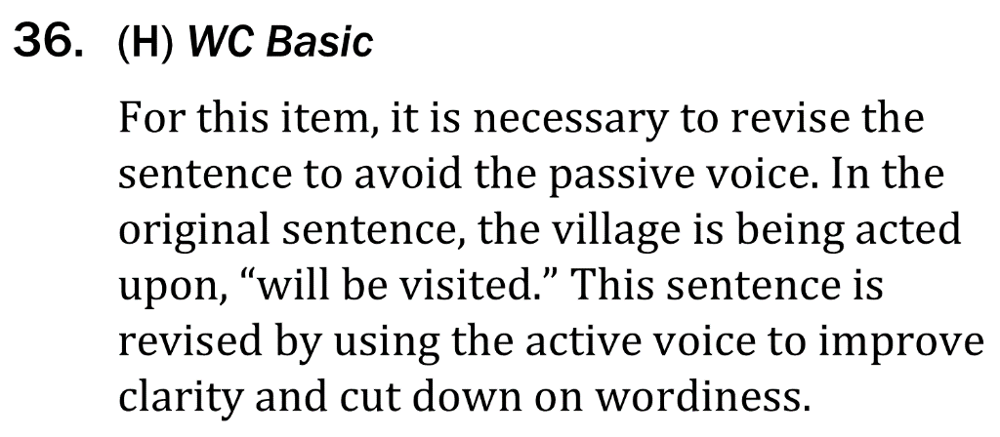 36. (H) WC Basic
For this item, it is necessary to revise the
sentence to avoid the passive voice. In the
original sentence, the village is being acted
upon, “will be visited.” This sentence is
revised by using the active voice to improve
clarity and cut down on wordiness.